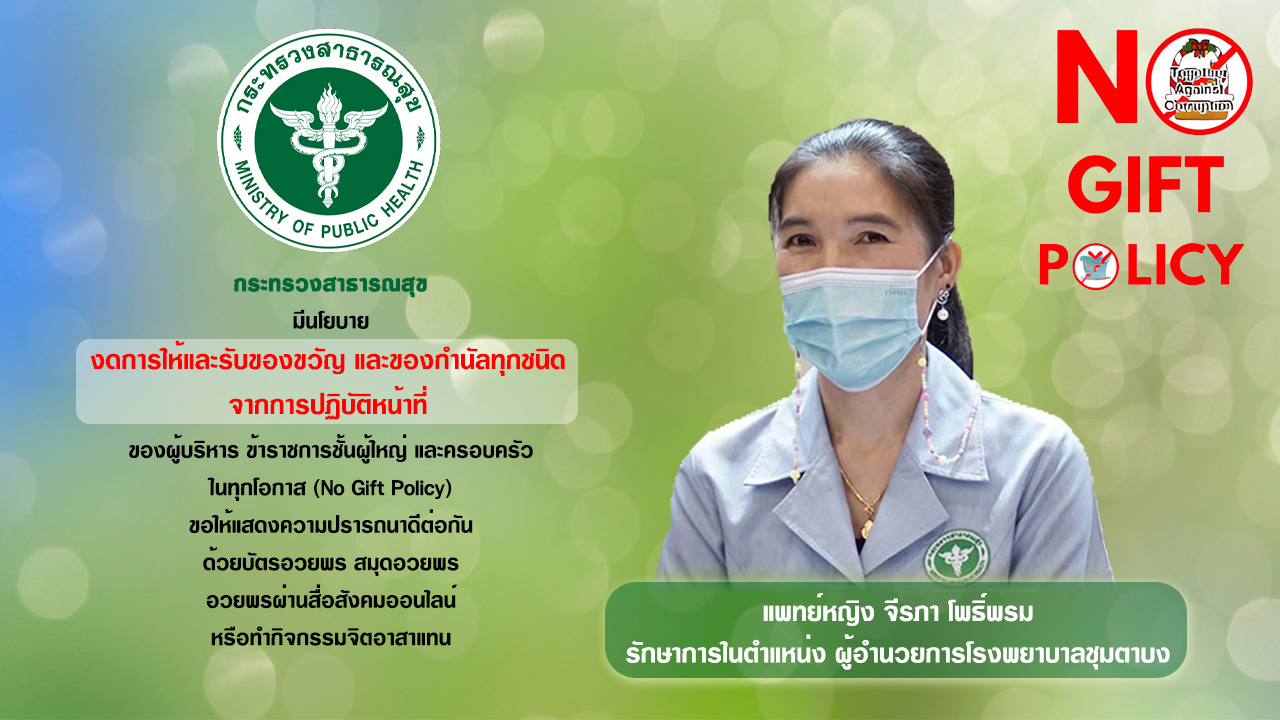 กระทรวงสาธารณสุข
MINISTRY OF PUBLIC HEALTH
กระทรวงสาธารณสุข
มีนโยบาย
งดการให้และรับของขวัญ และของกำนัลทุกชนิด
จากการปฏิบัติหน้าที่
ของผู้บริหาร ข้าราชการชั้นผู้ใหญ่ และครอบครัว
ในทุกโอกาส (No Gift Policy)
ขอให้แสดงความปรารถนาดีต่อกัน
ด้วยบัตรอวยพร สมุดอวยพร
อวยพรผ่านสื่อสังคมออนไลน์
หรือทำกิจกรรมจิตอาสาแทน
NO
Against
GIFT
POLICY
แพทย์หญิง จีรภา โพธิ์พรม
รักษาการในตำแหน่ง ผู้อำนวยการโรงพยาบาลชุมตาบง